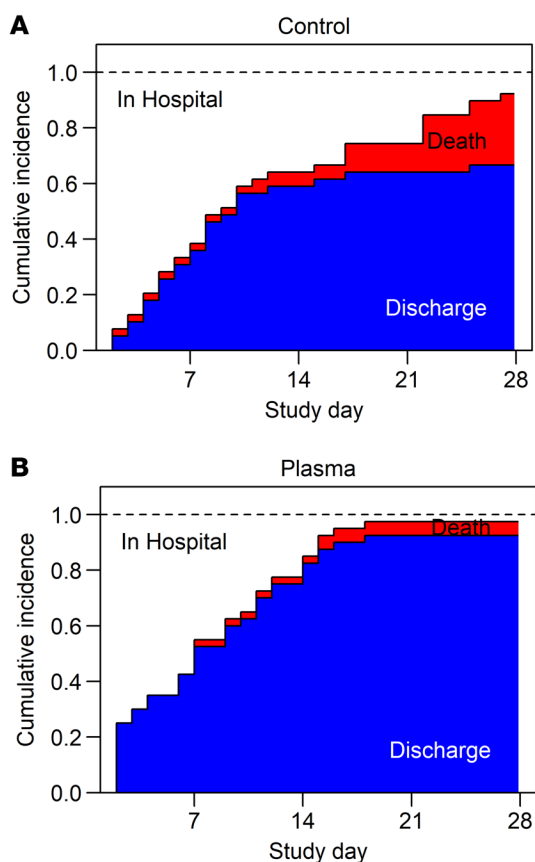 A
Control
1.0
In Hospital
0.8
Death
0.6
0.4
Discharge
0.2
0.0
Cumulative incidence
7 14 21 28
Study day
B
Plasma
1.0
Death
In Hospital
0.8
0.6
0.4
0.2
Discharge
0.0
Cumulative incidence
7 14 21 28
Study day